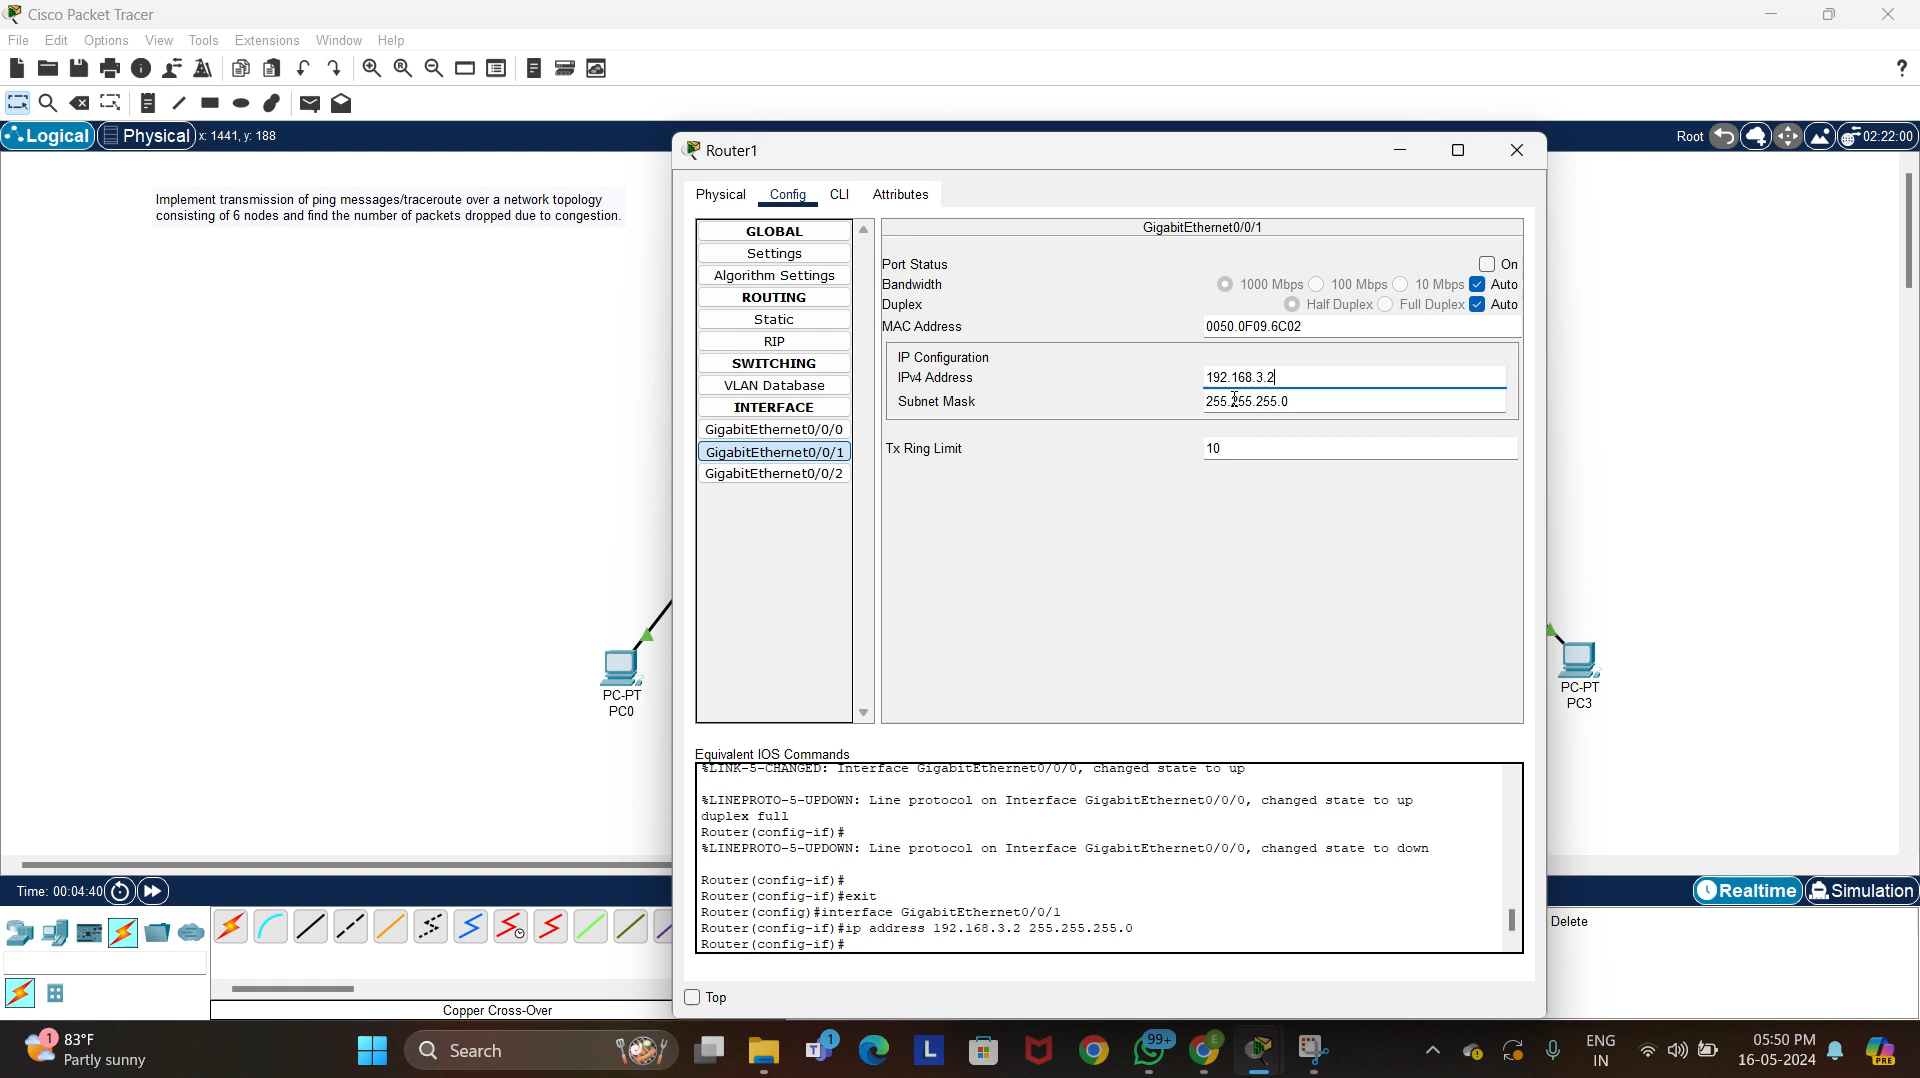 Cisco Packet Tracer
File Edit Options View Tools Extensions Window Help
Logical Physical x: 1441, y: 188 Root 02:22:00
Implement transmission of ping messages/traceroute over a network topology
consisting of 6 nodes and find the number of packets dropped due to congestion.
PC-PT
PC0
Router1
Physical Config CLI Attributes
GLOBAL
Settings
Algorithm Settings
ROUTING
Static
RIP
SWITCHING
VLAN Database
INTERFACE
GigabitEthernet0/0/0
GigabitEthernet0/0/1
GigabitEthernet0/0/2
GigabitEthernet0/0/1
Port Status On
Bandwidth 1000 Mbps 100 Mbps 10 Mbps Auto
Duplex Half Duplex Full Duplex Auto
MAC Address 0050.0F09.6C02
IP Configuration
IPv4 Address 192.168.3.2
Subnet Mask 255.255.255.0
Tx Ring Limit 10
Equivalent IOS Commands
%LINK-5-CHANGED: Interface GigabitEthernet0/0/0, changed state to up
%LINEPROTO-5-UPDOWN: Line protocol on Interface GigabitEthernet0/0/0, changed state to up
duplex full
Router(config-if)#
%LINEPROTO-5-UPDOWN: Line protocol on Interface GigabitEthernet0/0/0, changed state to down
Router(config-if)#
Router(config-if)#exit
Router(config)#interface GigabitEthernet0/0/1
Router(config-if)#ip address 192.168.3.2 255.255.255.0
Router(config-if)#
Top
PC-PT
PC3
Time: 00:04:40 Realtime Simulation
Delete
Copper Cross-Over
1
83°F
Partly sunny
Search
1
L
99+
E
ENG
IN
05:50 PM
16-05-2024
PRE